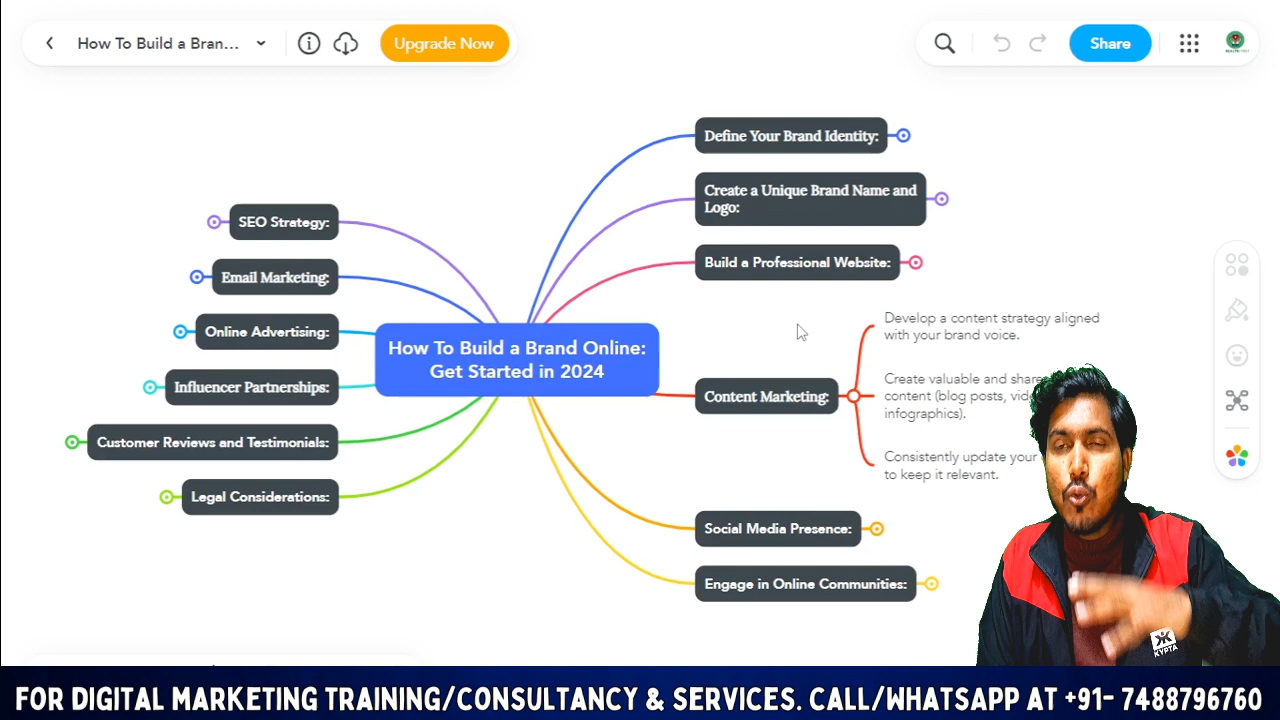 How To Build a Bran...
Upgrade Now
Share
Define Your Brand Identity:
Create a Unique Brand Name and
Logo:
Build a Professional Website:
Content Marketing:
Develop a content strategy aligned
with your brand voice.
Create valuable and
content (blog posts,
infographics).
Consistently update your
to keep it relevant.
Social Media Presence:
Engage in Online Communities:
How To Build a Brand Online:
Get Started in 2024
SEO Strategy:
Email Marketing:
Online Advertising:
Influencer Partnerships:
Customer Reviews and Testimonials:
Legal Considerations:
KYPTA
FOR DIGITAL MARKETING TRAINING/CONSULTANCY & SERVICES. CALL/WHATSAPP AT +91- 7488796760